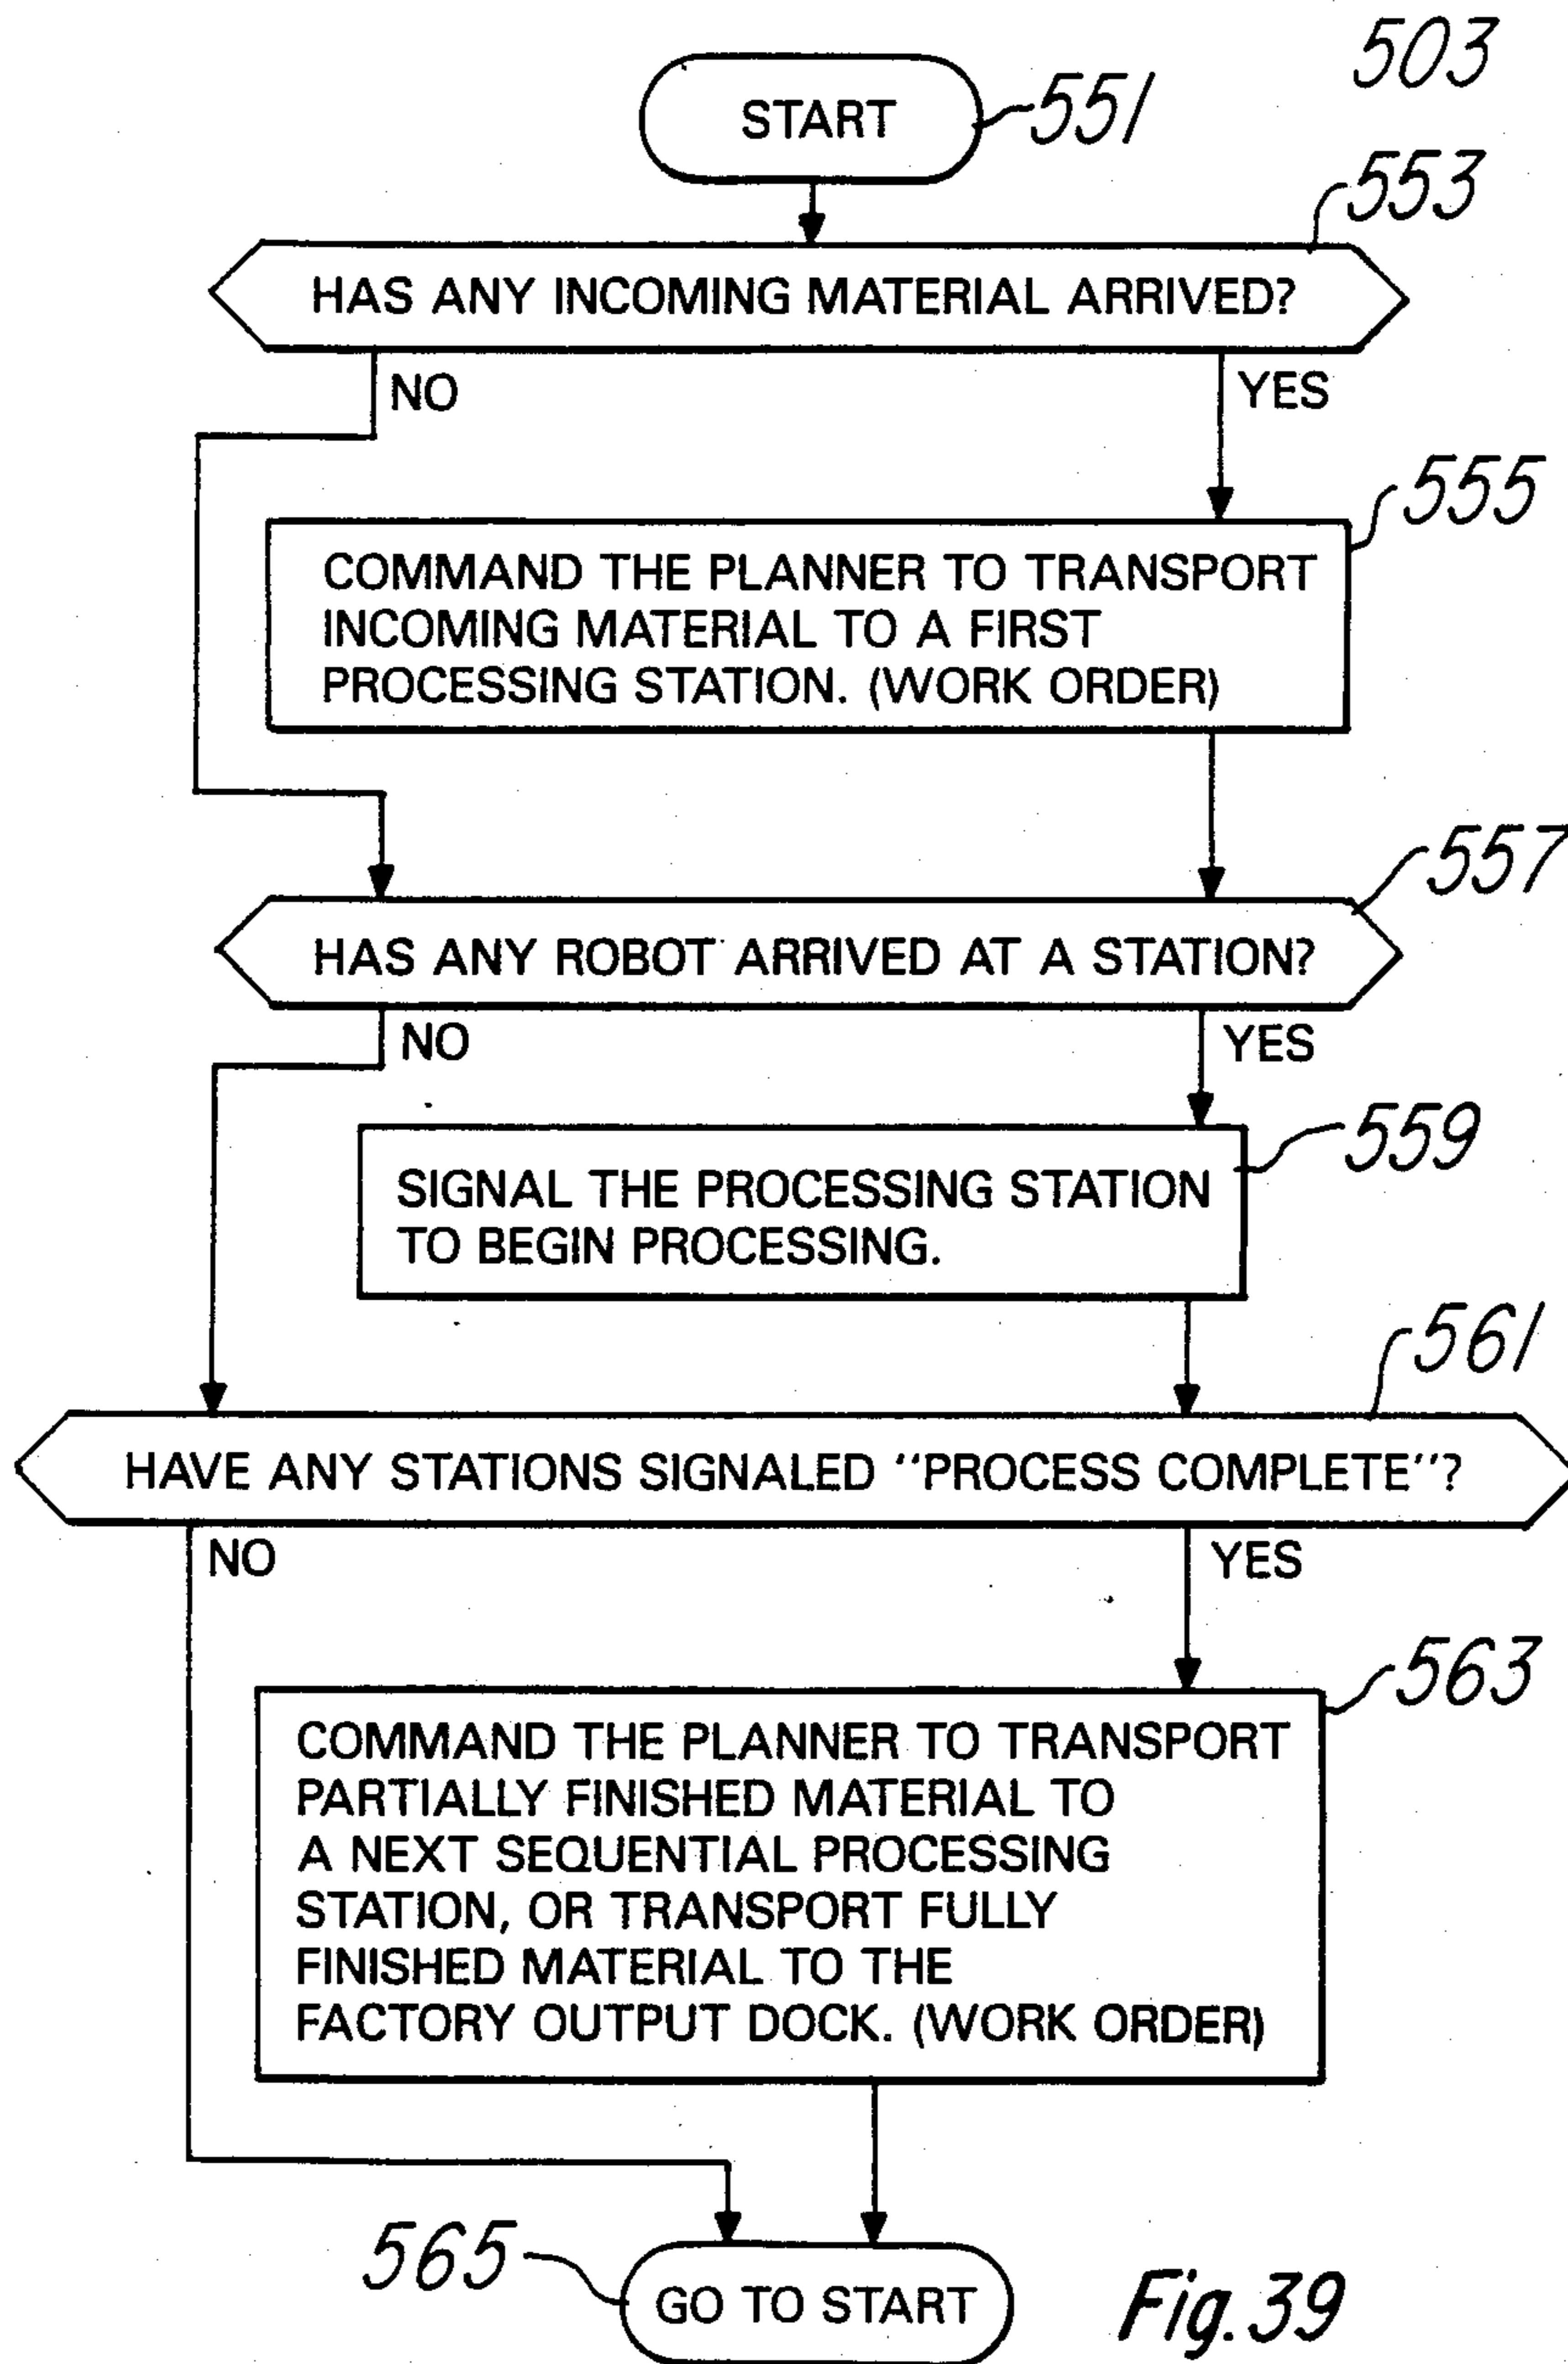 503
START
551
553
HAS ANY INCOMING MATERIAL ARRIVED?
NO
YES
555
COMMAND THE PLANNER TO TRANSPORT
INCOMING MATERIAL TO A FIRST
PROCESSING STATION. (WORK ORDER)
557
HAS ANY ROBOT ARRIVED AT A STATION?
NO
YES
559
SIGNAL THE PROCESSING STATION
TO BEGIN PROCESSING.
561
HAVE ANY STATIONS SIGNALED "PROCESS COMPLETE"?
NO
YES
563
COMMAND THE PLANNER TO TRANSPORT
PARTIALLY FINISHED MATERIAL TO
A NEXT SEQUENTIAL PROCESSING
STATION, OR TRANSPORT FULLY
FINISHED MATERIAL TO THE
FACTORY OUTPUT DOCK. (WORK ORDER)
565
GO TO START
Fig. 39